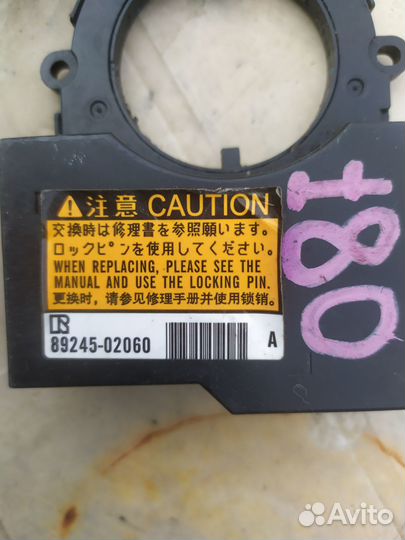 ⚠注意 CAUTION
交換時は修理書を参照願います。
ロックピンを使用してください。
WHEN REPLACING, PLEASE SEE THE
MANUAL AND USE THE LOCKING PIN.
更换时，请参见修理手册并使用锁销。
89245-02060 A
I80
Avito